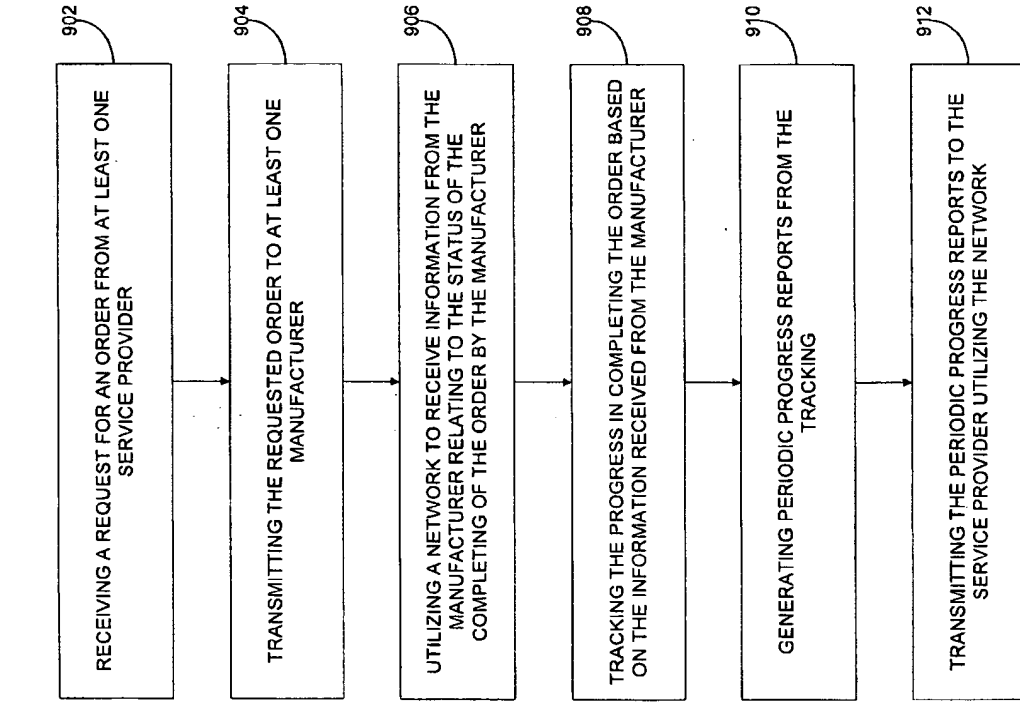 902
RECEIVING A REQUEST FOR AN ORDER FROM AT LEAST ONE
SERVICE PROVIDER
904
TRANSMITTING THE REQUESTED ORDER TO AT LEAST ONE
MANUFACTURER
906
UTILIZING A NETWORK TO RECEIVE INFORMATION FROM THE
MANUFACTURER RELATING TO THE STATUS OF THE
COMPLETING OF THE ORDER BY THE MANUFACTURER
908
TRACKING THE PROGRESS IN COMPLETING THE ORDER BASED
ON THE INFORMATION RECEIVED FROM THE MANUFACTURER
910
GENERATING PERIODIC PROGRESS REPORTS FROM THE
TRACKING
912
TRANSMITTING THE PERIODIC PROGRESS REPORTS TO THE
SERVICE PROVIDER UTILIZING THE NETWORK